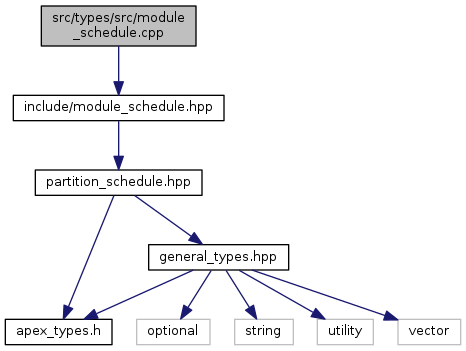 src/types/src/module
_schedule.cpp
include/module_schedule.hpp
partition_schedule.hpp
general_types.hpp
apex_types.h
optional
string
utility
vector